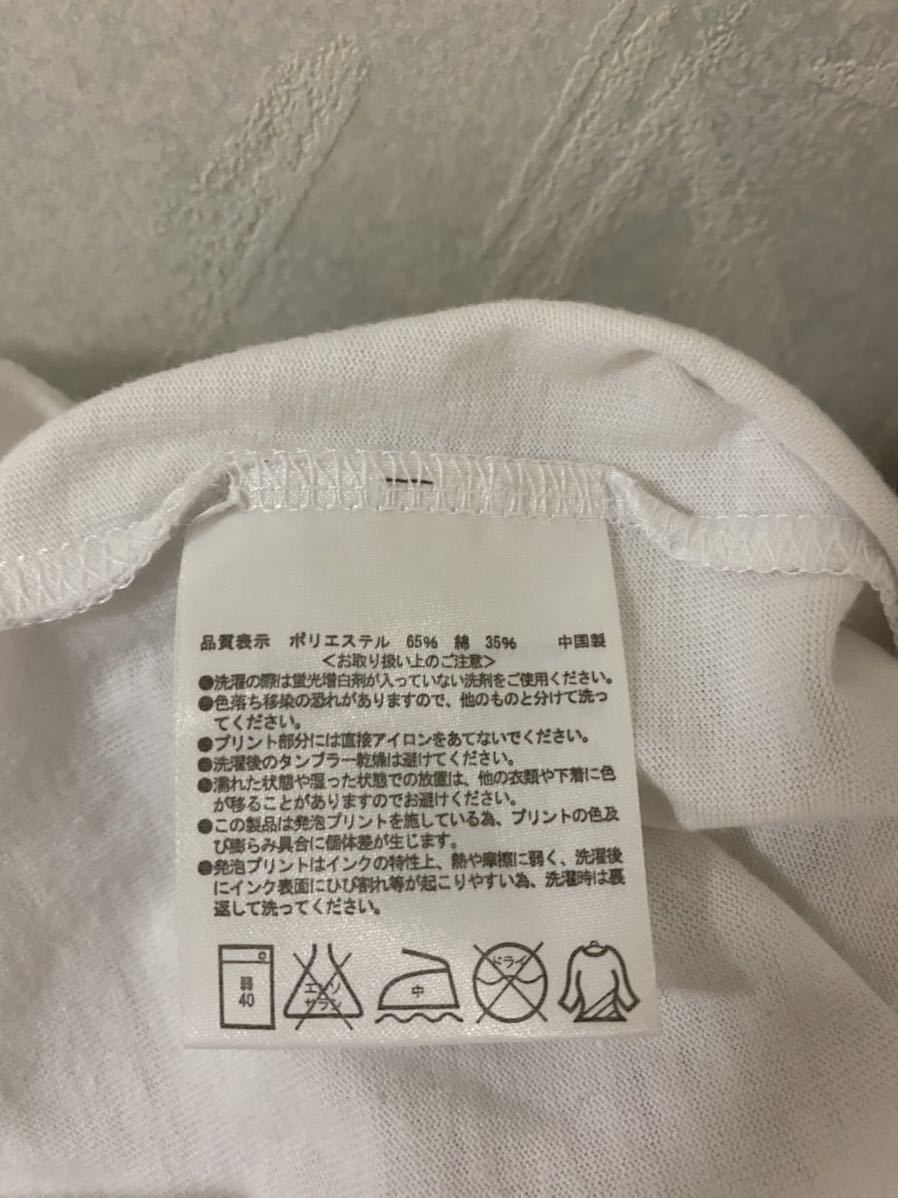 品質表示 ポリエステル 65% 綿 35% 中国製
<お取り扱い上のご注意>
●洗濯の際は蛍光増白剤が入っていない洗剤をご使用ください。
●色落ち移染の恐れがありますので、他のものと分けて洗っ
てください。
●プリント部分には直接アイロンをあてないでください。
●洗濯後のタンブラー乾燥は避けてください。
●濡れた状態や湿った状態での放置は、他の衣類や下着に色
が移ることがありますのでお避けください。
●この製品は発泡プリントを施している為、プリントの色及
び膨らみ具合に個体差が生じます。
●発泡プリントはインクの特性上、熱や摩擦に弱く、洗濯後
にインク表面にひび割れ等が起こりやすい為、洗濯時は裏
返して洗ってください。
弱 エンソ 中 ドライ
40 サラシ